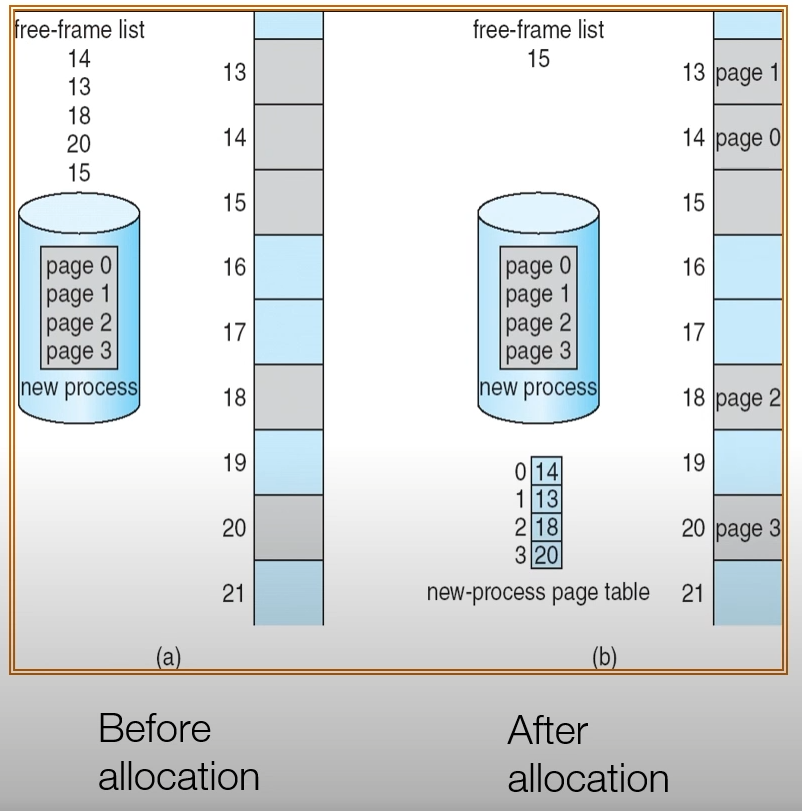 free-frame list
14
13
18
20
15
page 0
page 1
page 2
page 3
new process
13
14
15
16
17
18
19
20
21
(a)
free-frame list
15
page 0
page 1
page 2
page 3
new process
0 14
1 13
2 18
3 20
new-process page table
13 page 1
14 page 0
15
16
17
18 page 2
19
20 page 3
21
(b)
Before
allocation
After
allocation